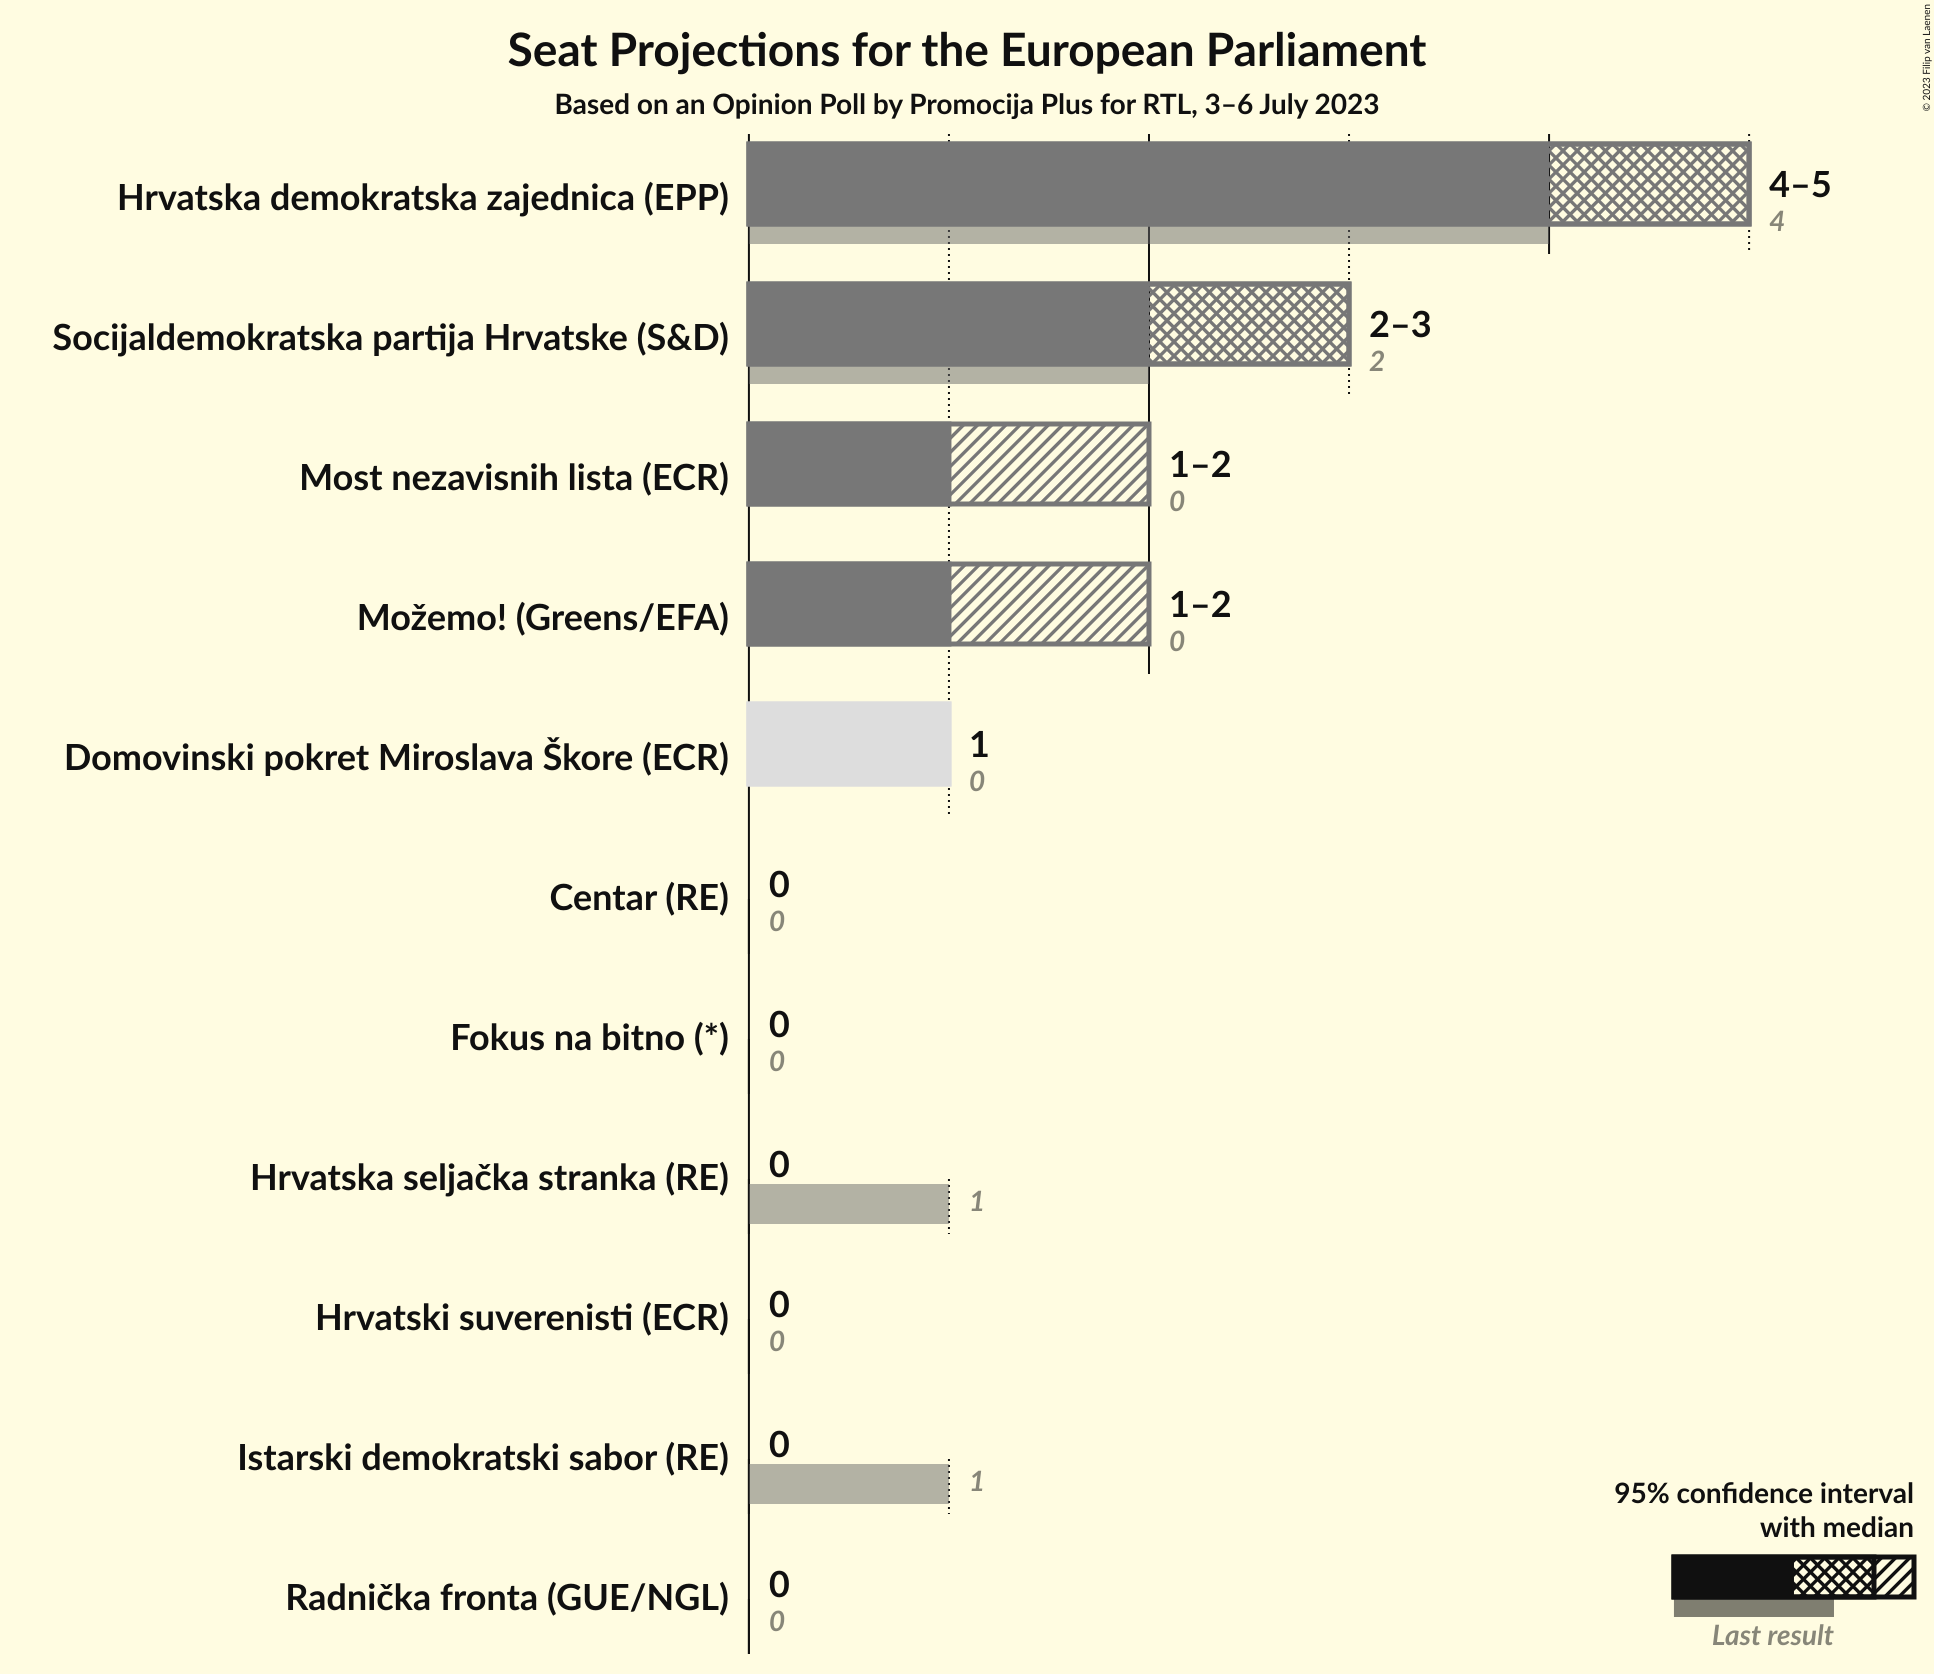 Seat Projections for the European Parliament
Based on an Opinion Poll by Promocija Plus for RTL, 3–6 July 2023
© 2023 Filip van Laenen
Hrvatska demokratska zajednica (EPP)
4–5
4
Socijaldemokratska partija Hrvatske (S&D)
2–3
2
Most nezavisnih lista (ECR)
1–2
0
Možemo! (Greens/EFA)
1–2
0
Domovinski pokret Miroslava Škore (ECR)
1
0
Centar (RE)
0
0
Fokus na bitno (*)
0
0
Hrvatska seljačka stranka (RE)
0
1
Hrvatski suverenisti (ECR)
0
0
Istarski demokratski sabor (RE)
0
1
Radnička fronta (GUE/NGL)
0
0
95% confidence interval
with median
Last result